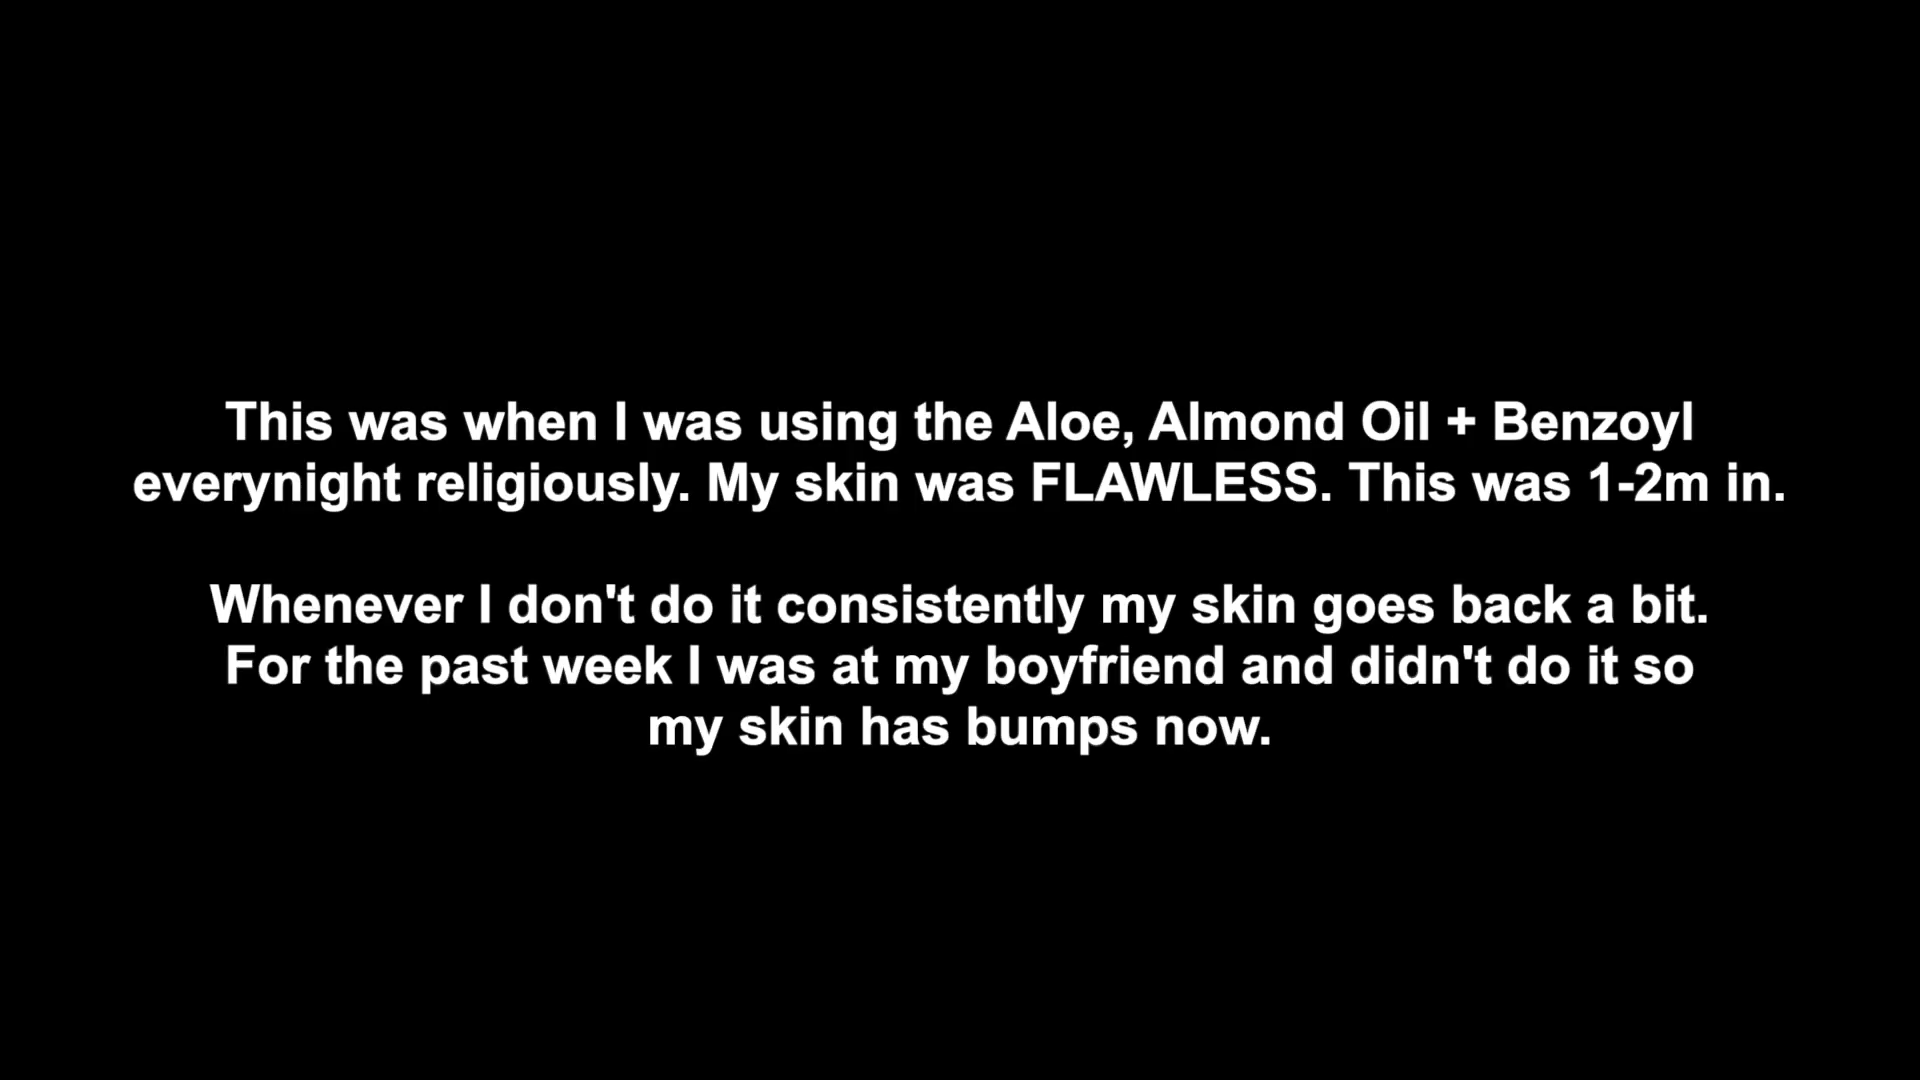 This was when I was using the Aloe, Almond Oil + Benzoyl
everynight religiously. My skin was FLAWLESS. This was 1-2m in.
Whenever I don't do it consistently my skin goes back a bit.
For the past week I was at my boyfriend and didn't do it so
my skin has bumps now.